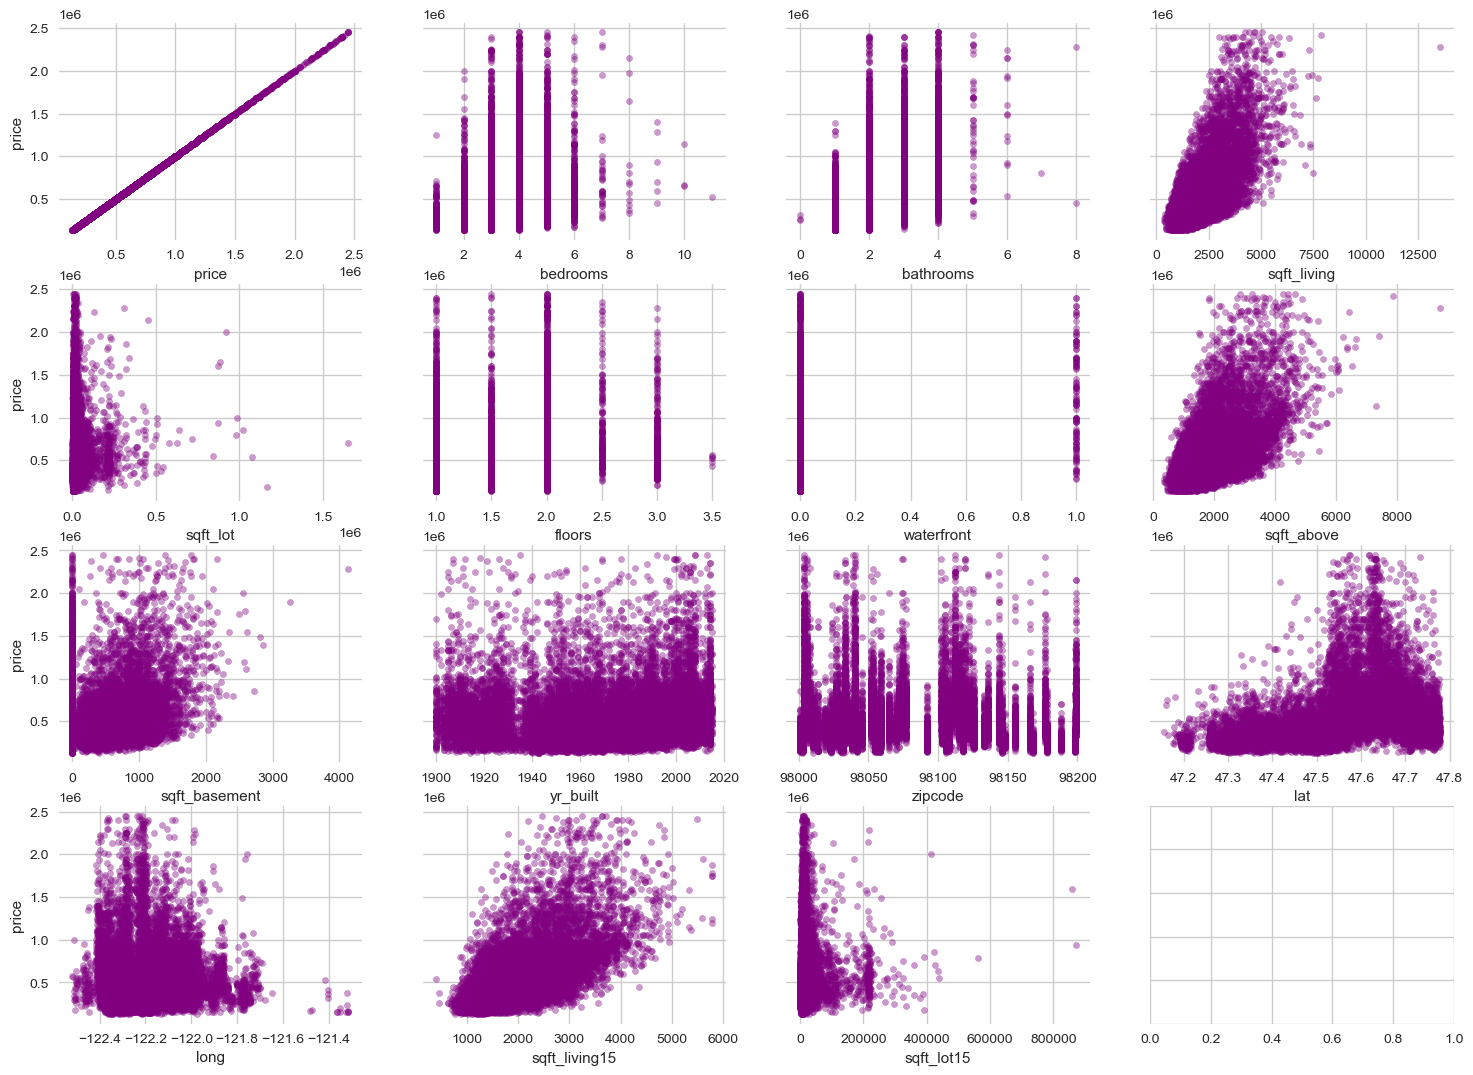 1e6 1e6 1e6 1e6
2.5
2.0
1.5
1.0
0.5
price
0.5 1.0 1.5 2.0 2.5 2 4 6 8 10 0 2 4 6 8 0 2500 5000 7500 10000 12500
1e6
price bedrooms bathrooms sqft_living
1e6 1e6 1e6 1e6
2.5
2.0
1.5
1.0
0.5
price
0.0 0.5 1.0 1.5 1.0 1.5 2.0 2.5 3.0 3.5 0.0 0.2 0.4 0.6 0.8 1.0 0 2000 4000 6000 8000
1e6
sqft_lot floors waterfront sqft_above
1e6 1e6 1e6 1e6
2.5
2.0
1.5
1.0
0.5
price
0 1000 2000 3000 4000 1900 1920 1940 1960 1980 2000 2020 98000 98050 98100 98150 98200 47.2 47.3 47.4 47.5 47.6 47.7 47.8
sqft_basement yr_built zipcode lat
1e6 1e6 1e6
2.5
2.0
1.5
1.0
0.5
price
−122.4 −122.2 −122.0 −121.8 −121.6 −121.4 1000 2000 3000 4000 5000 6000 0 200000 400000 600000 800000 0.0 0.2 0.4 0.6 0.8 1.0
long sqft_living15 sqft_lot15